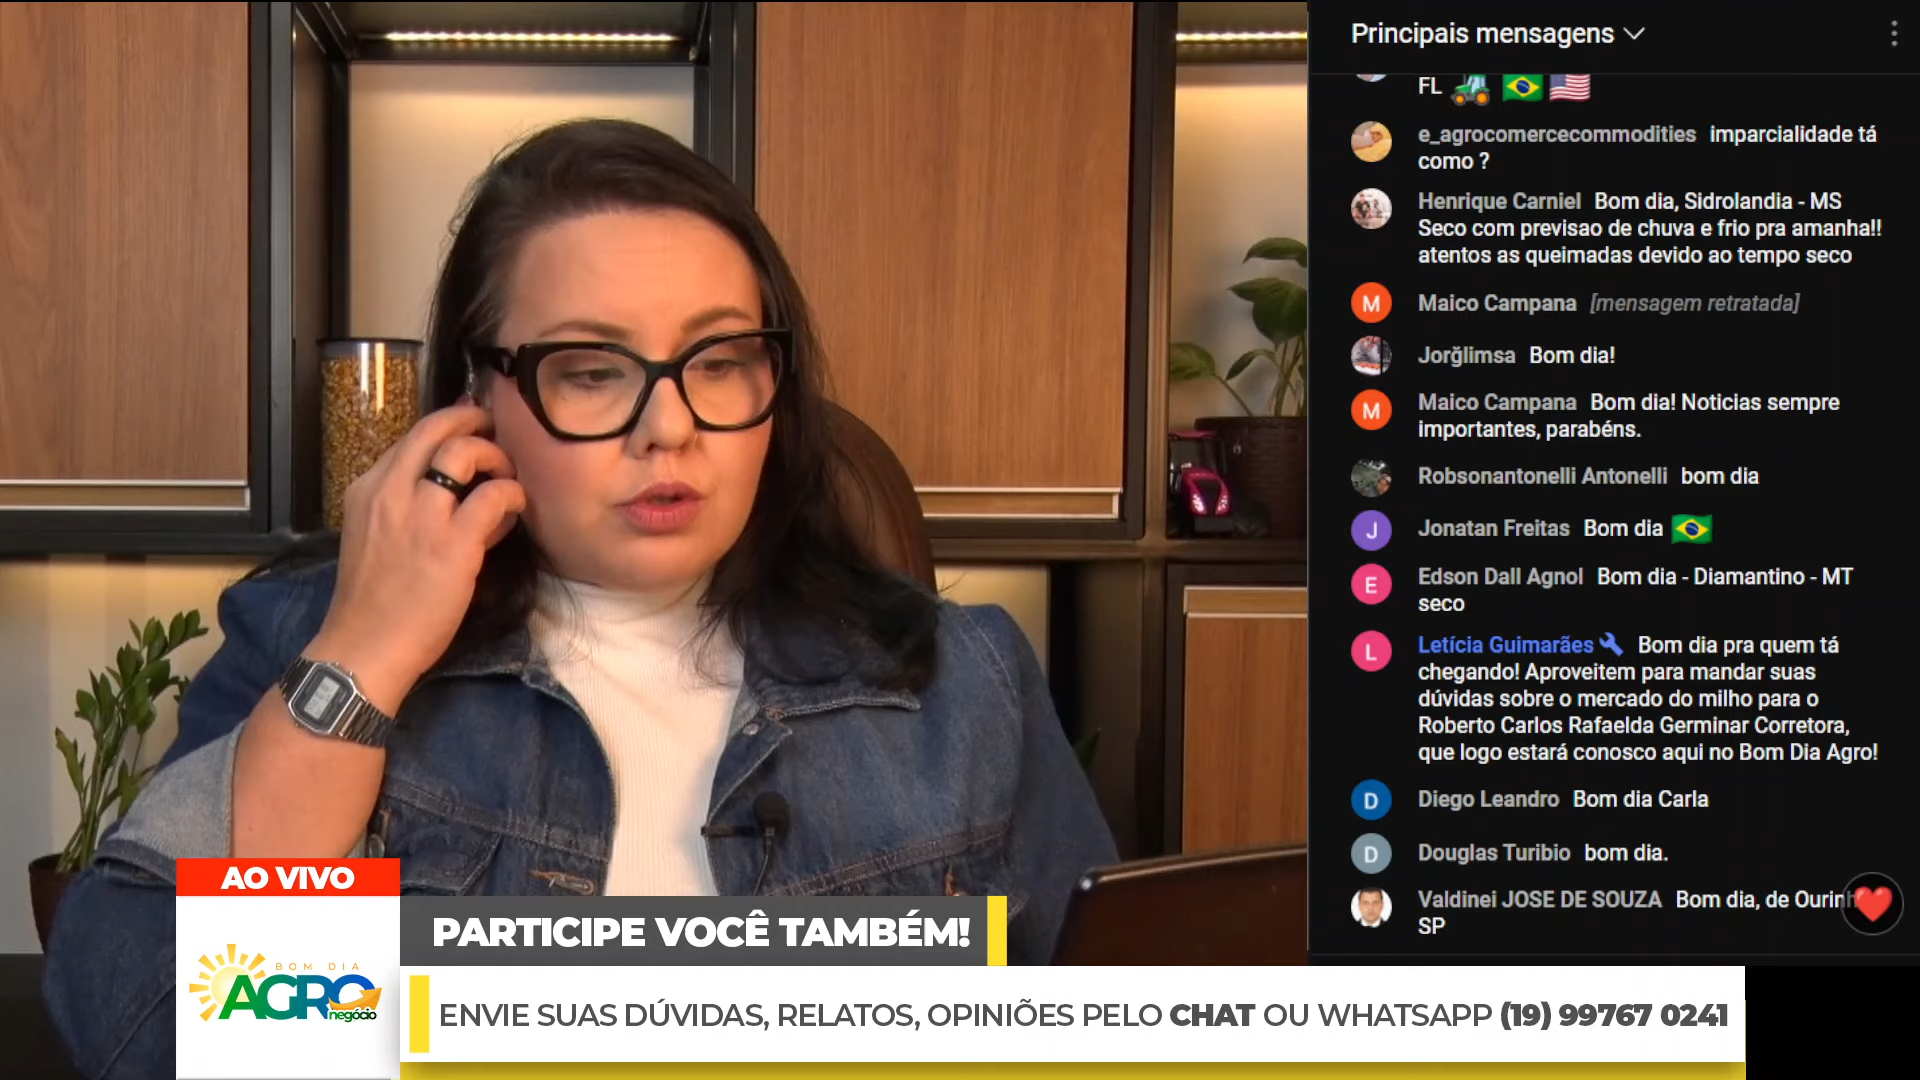 Principais mensagens
FL
e_agrocomercecommodities imparcialidade tá
como ?
Henrique Carniel Bom dia, Sidrolandia - MS
Seco com previsao de chuva e frio pra amanha!!
atentos as queimadas devido ao tempo seco
M Maico Campana [mensagem retratada]
Jorğlimsa Bom dia!
M Maico Campana Bom dia! Noticias sempre
importantes, parabéns.
Robsonantonelli Antonelli bom dia
J Jonatan Freitas Bom dia
E Edson Dall Agnol Bom dia - Diamantino - MT
seco
L Letícia Guimarães Bom dia pra quem tá
chegando! Aproveitem para mandar suas
dúvidas sobre o mercado do milho para o
Roberto Carlos Rafaelda Germinar Corretora,
que logo estará conosco aqui no Bom Dia Agro!
D Diego Leandro Bom dia Carla
D Douglas Turibio bom dia.
Valdinei JOSE DE SOUZA Bom dia, de
SP
AO VIVO
PARTICIPE VOCÊ TAMBÉM!
BOM DIA
AGRO
negócio
ENVIE SUAS DÚVIDAS, RELATOS, OPINIÕES PELO CHAT OU WHATSAPP (19) 99767 0241